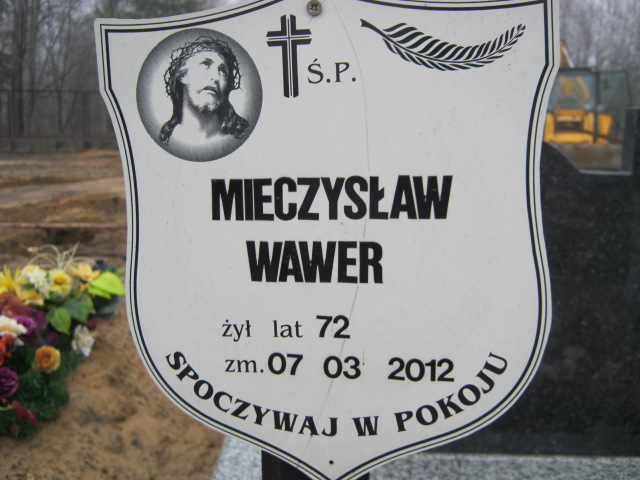 Ś.P.
MIECZYSŁAW
WAWER
żył lat 72
zm. 07 03 2012
SPOCZYWAJ W POKOJU